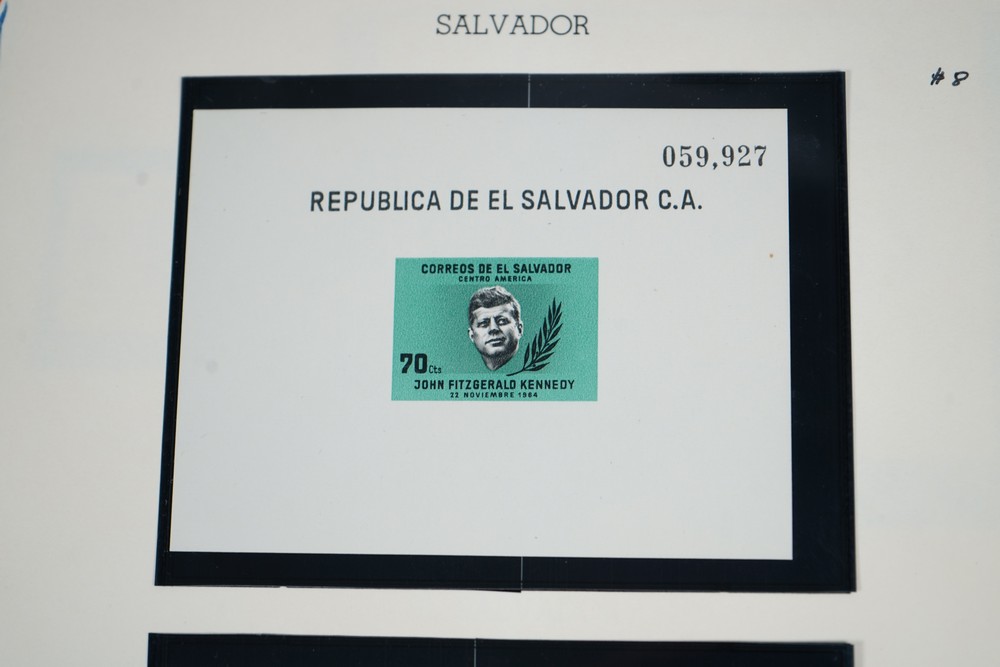 SALVADOR
# 8
059,927
REPUBLICA DE EL SALVADOR C.A.
CORREOS DE EL SALVADOR
CENTRO AMERICA
70 Cts
JOHN FITZGERALD KENNEDY
22 NOVIEMBRE 1964